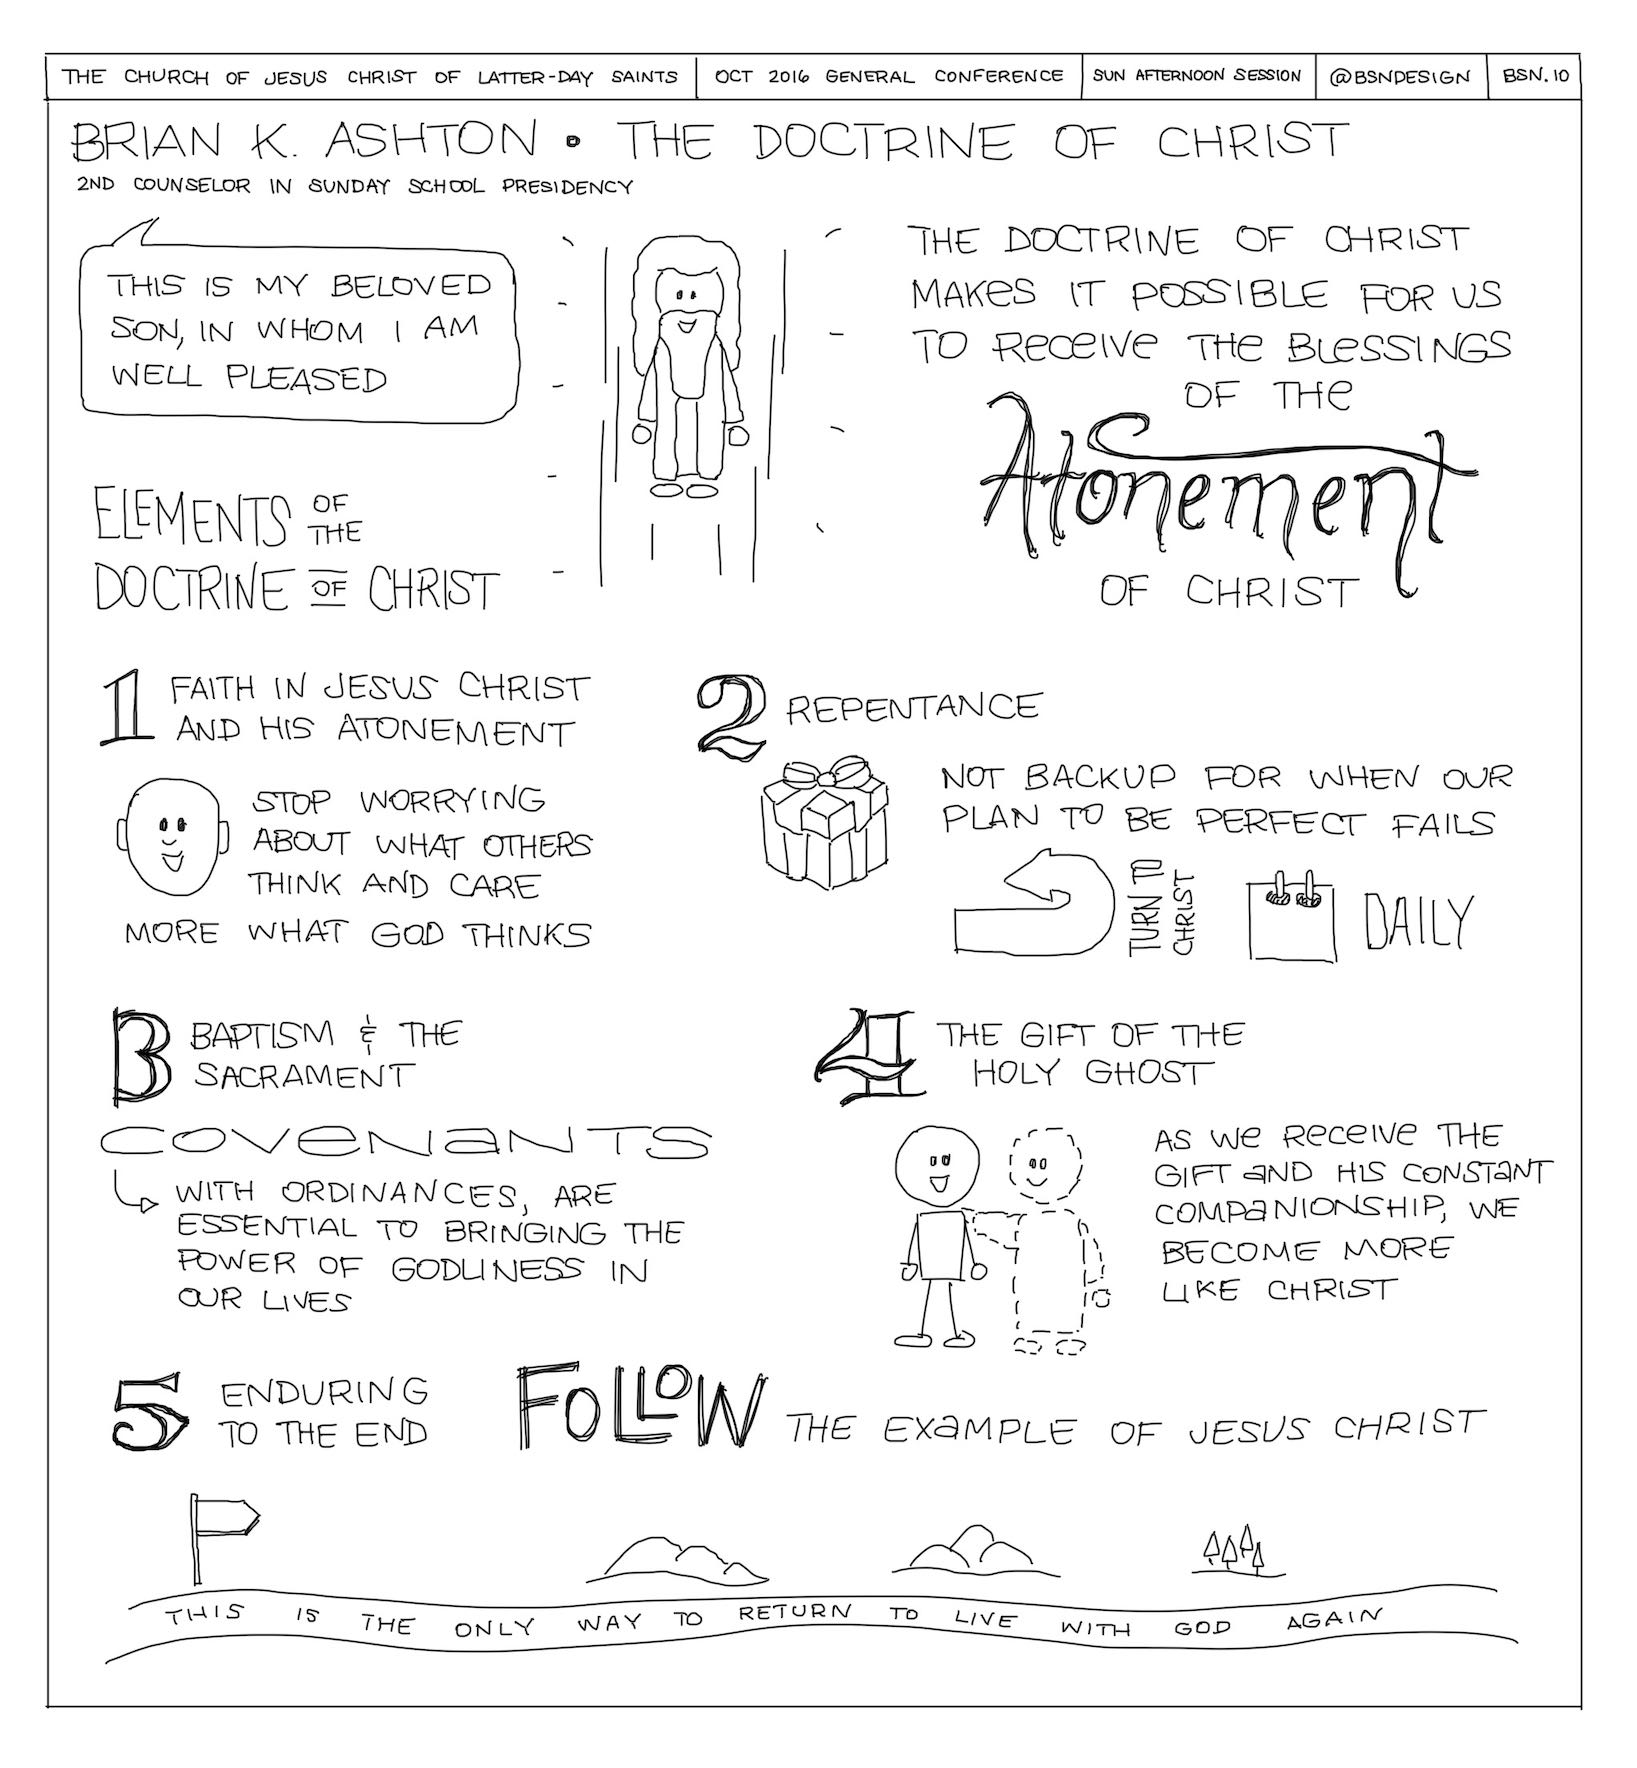 THE CHURCH OF JESUS CHRIST OF LATTER-DAY SAINTS
OCT 2016 GENERAL CONFERENCE
SUN AFTERNOON SESSION
@BSNDESIGN
BSN.10
BRIAN K. ASHTON • THE DOCTRINE OF CHRIST
2ND COUNSELOR IN SUNDAY SCHOOL PRESIDENCY
THIS IS MY BELOVED
SON, IN WHOM I AM
WELL PLEASED
THE DOCTRINE OF CHRIST
MAKES IT POSSIBLE FOR US
TO RECEIVE THE BLESSINGS
OF THE
Atonement
OF CHRIST
ELEMENTS OF THE
DOCTRINE OF CHRIST
1 FAITH IN JESUS CHRIST
AND HIS ATONEMENT
STOP WORRYING
ABOUT WHAT OTHERS
THINK AND CARE
MORE WHAT GOD THINKS
2 REPENTANCE
NOT BACKUP FOR WHEN OUR
PLAN TO BE PERFECT FAILS
TURN TO
CHRIST
DAILY
3 BAPTISM & THE
SACRAMENT
COVENANTS
WITH ORDINANCES, ARE
ESSENTIAL TO BRINGING THE
POWER OF GODLINESS IN
OUR LIVES
4 THE GIFT OF THE
HOLY GHOST
AS WE RECEIVE THE
GIFT AND HIS CONSTANT
COMPANIONSHIP, WE
BECOME MORE
LIKE CHRIST
5 ENDURING
TO THE END
FOLLOW THE EXAMPLE OF JESUS CHRIST
THIS IS THE ONLY WAY TO RETURN TO LIVE WITH GOD AGAIN